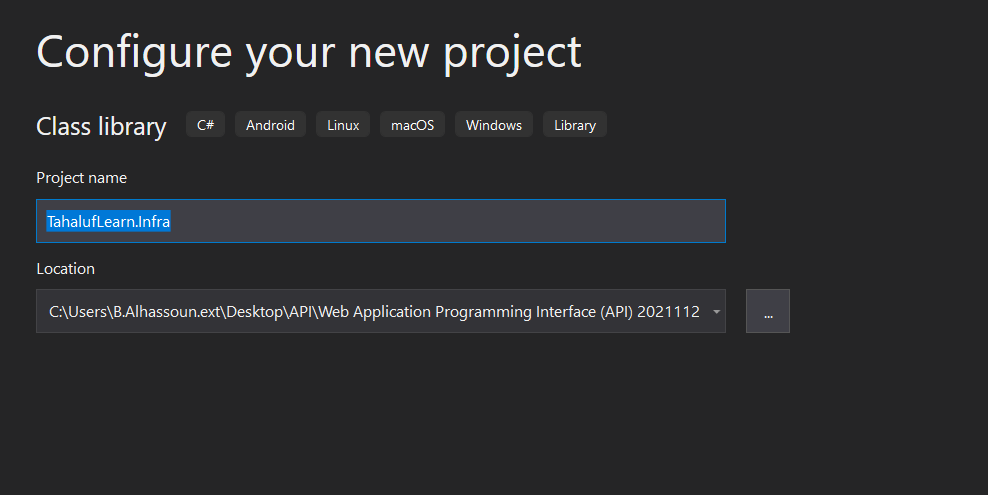 Configure your new project
Class library C# Android Linux macOS Windows Library
Project name
TahalufLearn.Infra
Location
C:\Users\B.Alhassoun.ext\Desktop\API\Web Application Programming Interface (API) 2021112
...